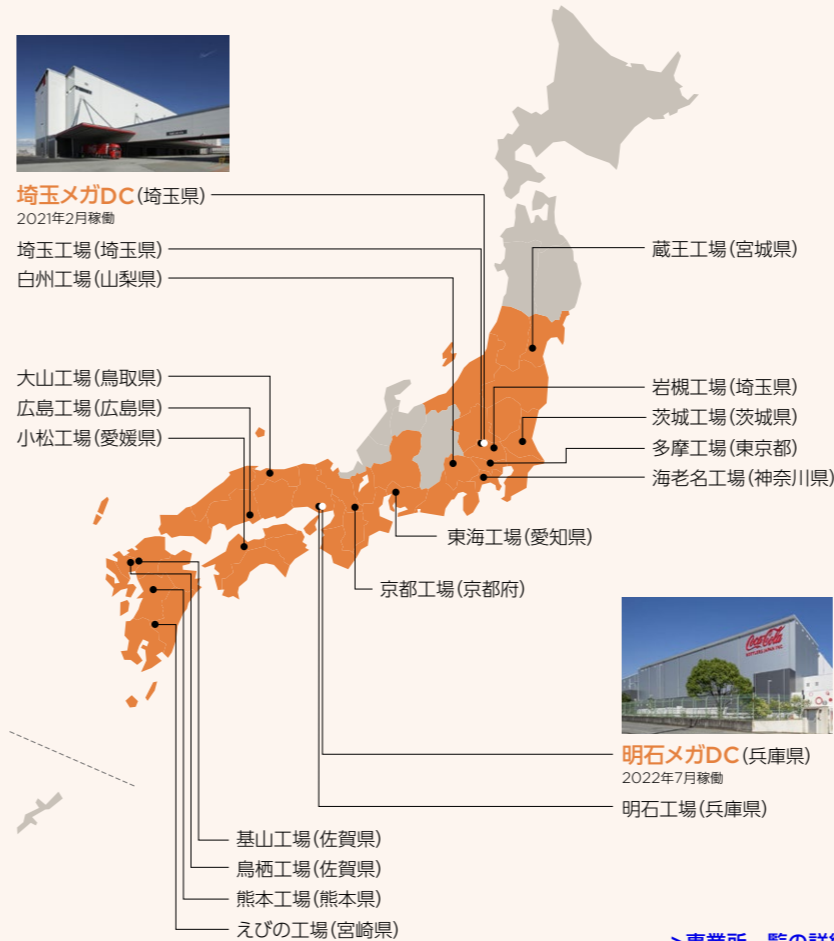 埼玉メガDC(埼玉県)
2021年2月稼働
埼玉工場(埼玉県)
白州工場(山梨県)
蔵王工場(宮城県)
大山工場(鳥取県)
広島工場(広島県)
小松工場(愛媛県)
岩槻工場(埼玉県)
茨城工場(茨城県)
多摩工場(東京都)
海老名工場(神奈川県)
東海工場(愛知県)
京都工場(京都府)
Coca-Cola
BOTTLERS JAPAN INC.
明石メガDC(兵庫県)
2022年7月稼働
明石工場(兵庫県)
基山工場(佐賀県)
鳥栖工場(佐賀県)
熊本工場(熊本県)
えびの工場(宮崎県)